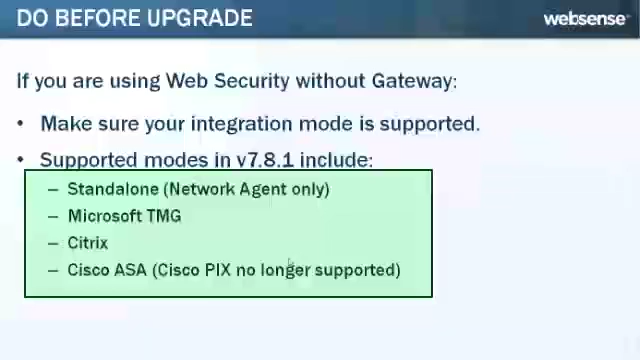 DO BEFORE UPGRADE
websense
If you are using Web Security without Gateway:
• Make sure your integration mode is supported.
• Supported modes in v7.8.1 include:
– Standalone (Network Agent only)
– Microsoft TMG
– Citrix
– Cisco ASA (Cisco PIX no longer supported)